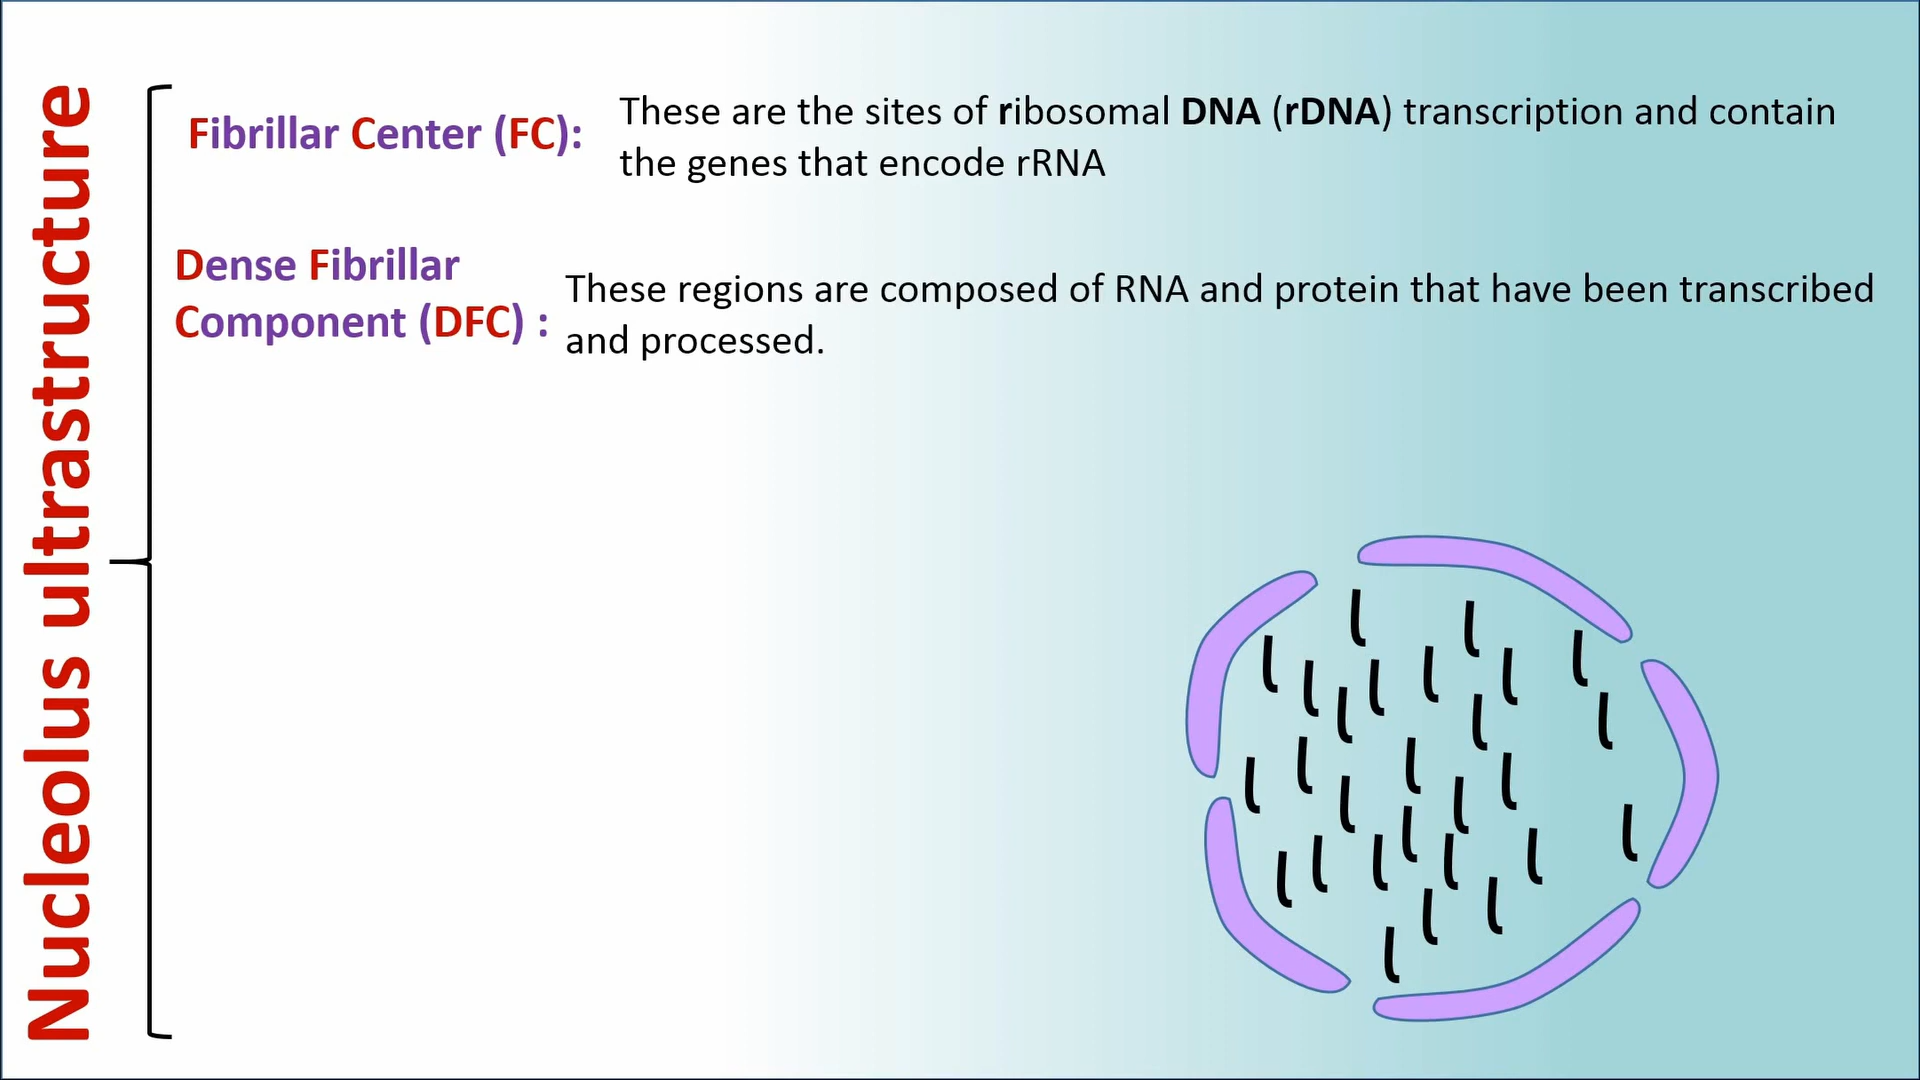 Nucleolus ultrastructure
Fibrillar Center (FC):
These are the sites of ribosomal DNA (rDNA) transcription and contain
the genes that encode rRNA
Dense Fibrillar
Component (DFC) :
These regions are composed of RNA and protein that have been transcribed
and processed.